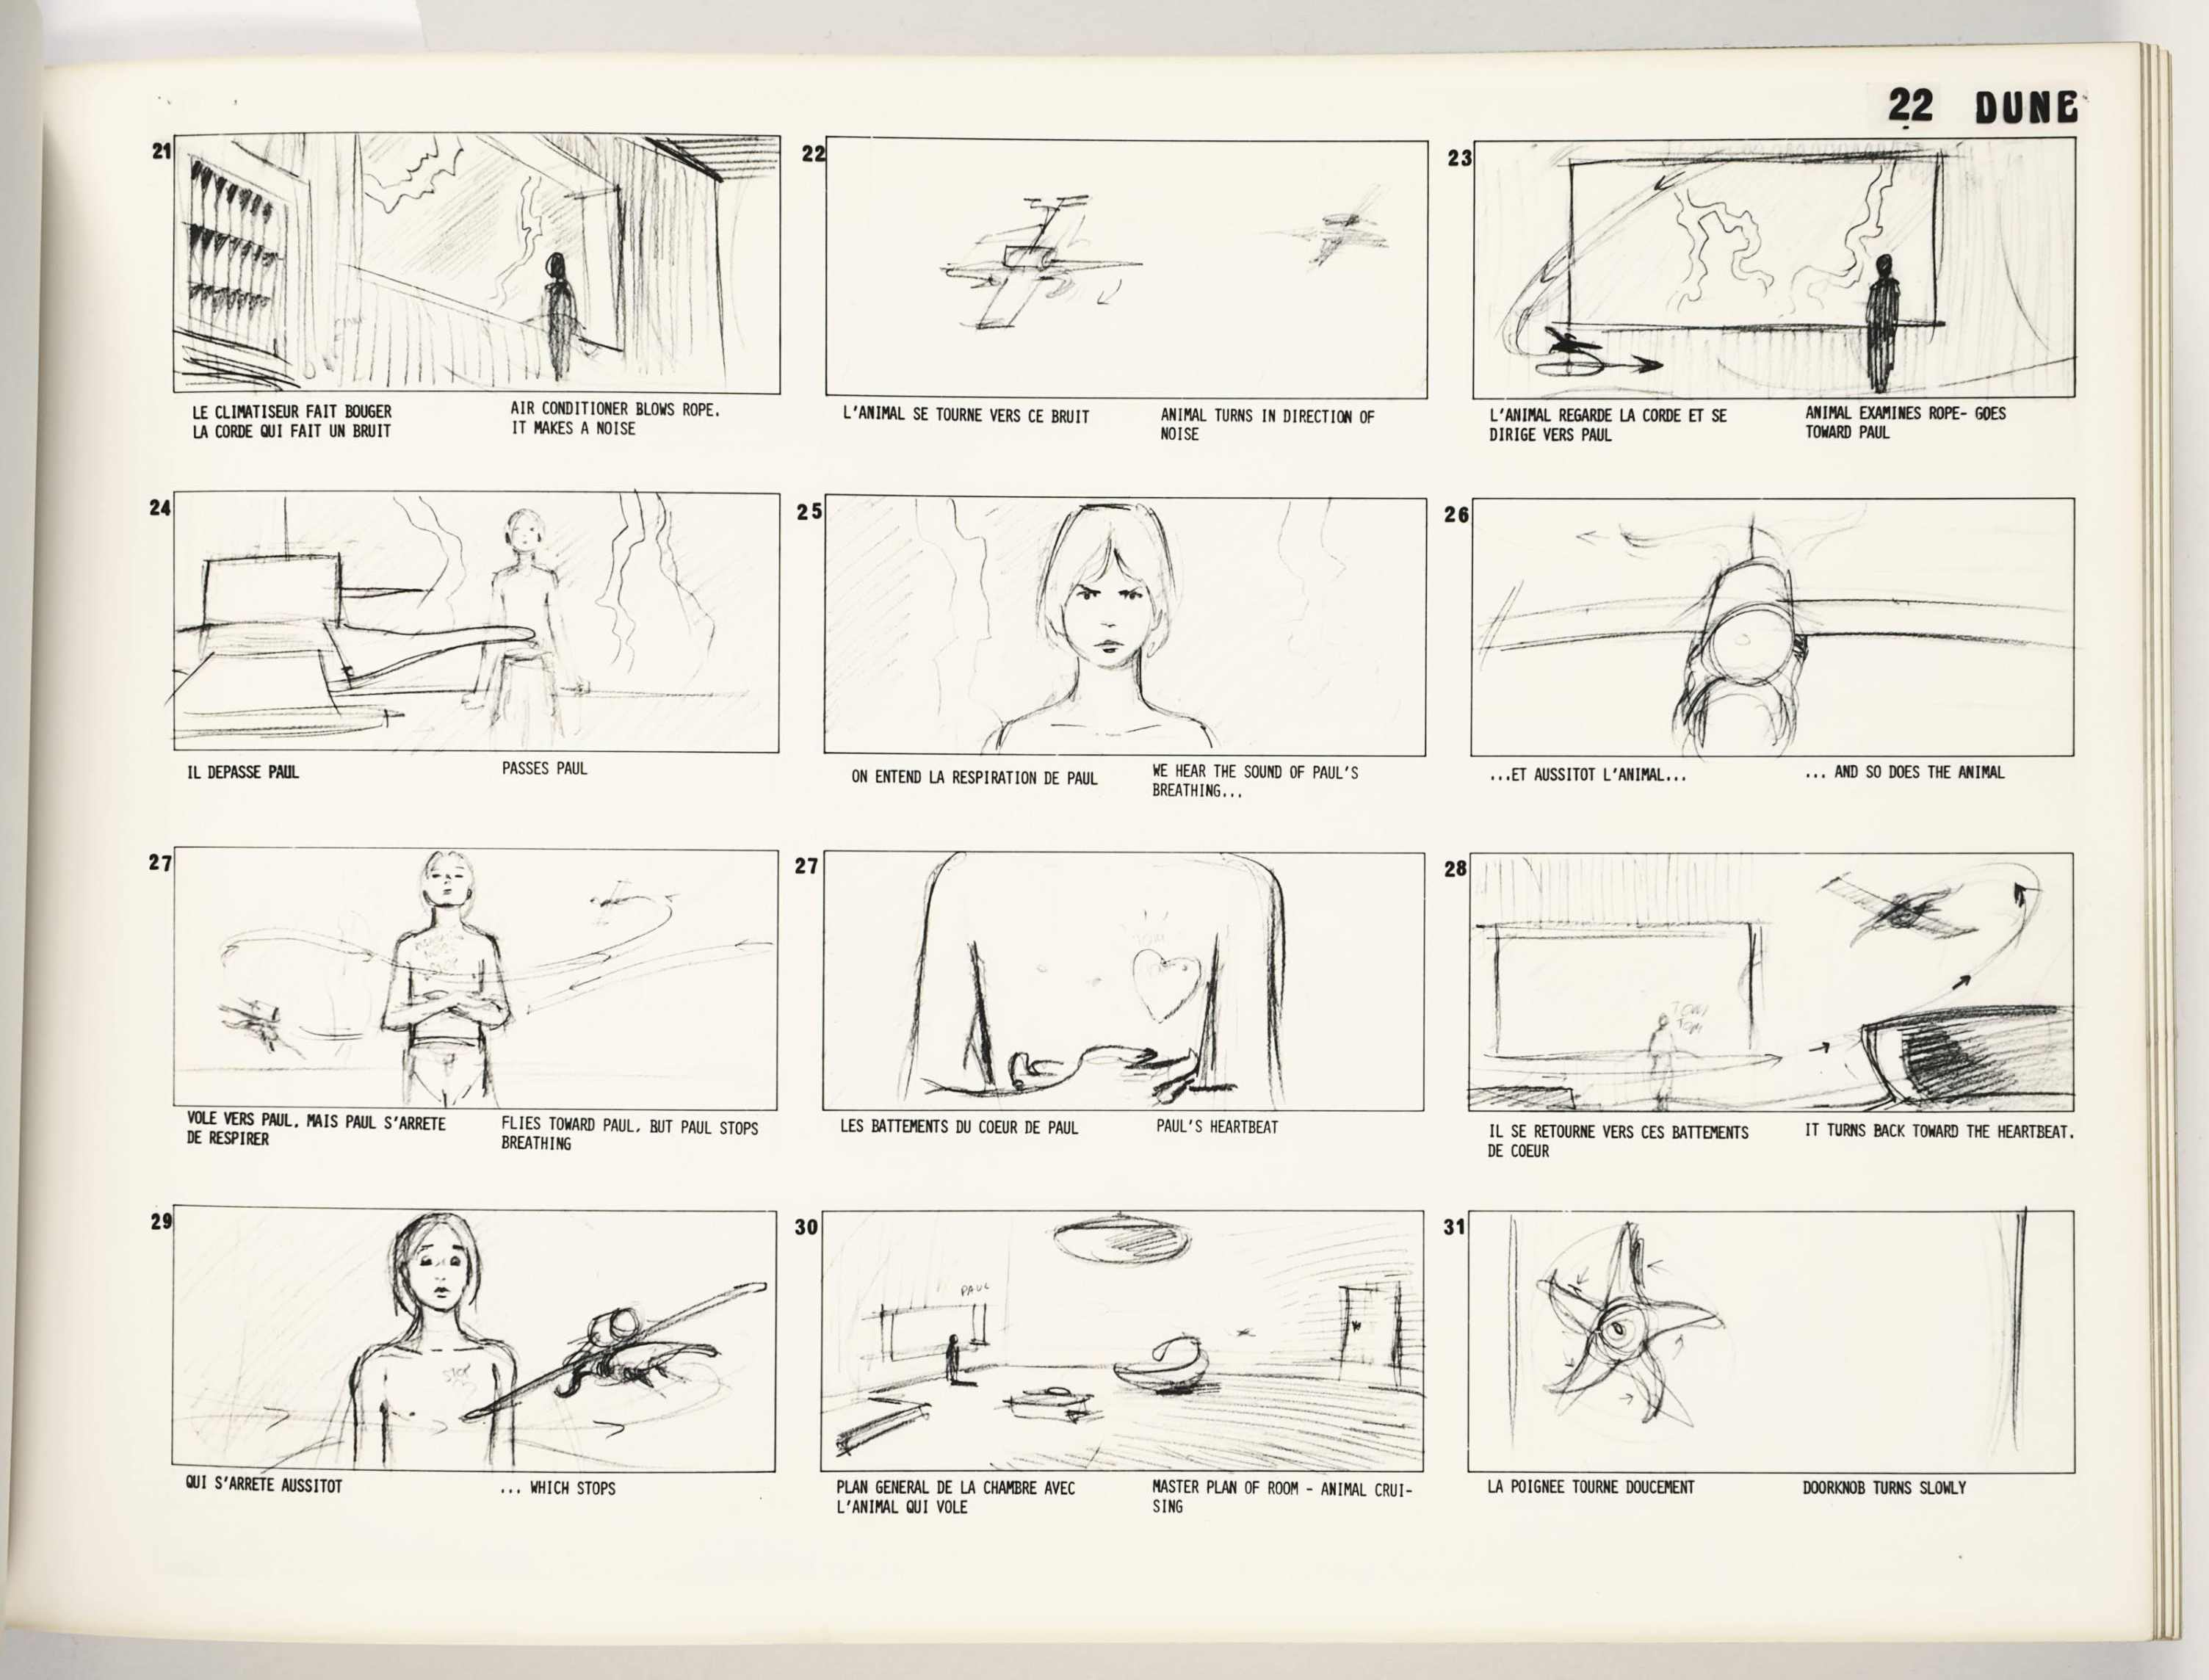 22 DUNE
21
LE CLIMATISEUR FAIT BOUGER
LA CORDE QUI FAIT UN BRUIT
AIR CONDITIONER BLOWS ROPE.
IT MAKES A NOISE
22
L'ANIMAL SE TOURNE VERS CE BRUIT
ANIMAL TURNS IN DIRECTION OF
NOISE
23
L'ANIMAL REGARDE LA CORDE ET SE
DIRIGE VERS PAUL
ANIMAL EXAMINES ROPE- GOES
TOWARD PAUL
24
IL DEPASSE PAUL
PASSES PAUL
25
ON ENTEND LA RESPIRATION DE PAUL
WE HEAR THE SOUND OF PAUL'S
BREATHING...
26
...ET AUSSITOT L'ANIMAL...
... AND SO DOES THE ANIMAL
27
VOLE VERS PAUL, MAIS PAUL S'ARRETE
DE RESPIRER
FLIES TOWARD PAUL, BUT PAUL STOPS
BREATHING
27
LES BATTEMENTS DU COEUR DE PAUL
PAUL'S HEARTBEAT
28
TOM
TOM
IL SE RETOURNE VERS CES BATTEMENTS
DE COEUR
IT TURNS BACK TOWARD THE HEARTBEAT.
29
QUI S'ARRETE AUSSITOT
... WHICH STOPS
30
PAUL
PLAN GENERAL DE LA CHAMBRE AVEC
L'ANIMAL QUI VOLE
MASTER PLAN OF ROOM - ANIMAL CRUI-
SING
31
LA POIGNEE TOURNE DOUCEMENT
DOORKNOB TURNS SLOWLY